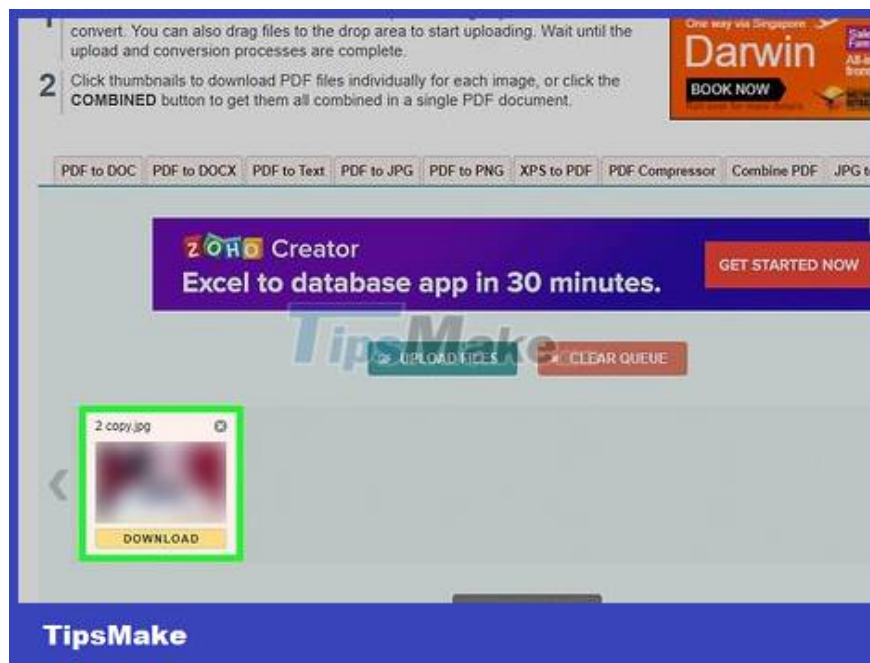 convert. You can also drag files to the drop area to start uploading. Wait until the
upload and conversion processes are complete.
2 Click thumbnails to download PDF files individually for each image, or click the
COMBINED button to get them all combined in a single PDF document.
One way via Singapore
Darwin
BOOK NOW
PDF to DOC PDF to DOCX PDF to Text PDF to JPG PDF to PNG XPS to PDF PDF Compressor Combine PDF JPG
ZOHO Creator
Excel to database app in 30 minutes.
GET STARTED NOW
TipsMake
UPLOAD FILES CLEAR QUEUE
2 copy.jpg
DOWNLOAD
TipsMake